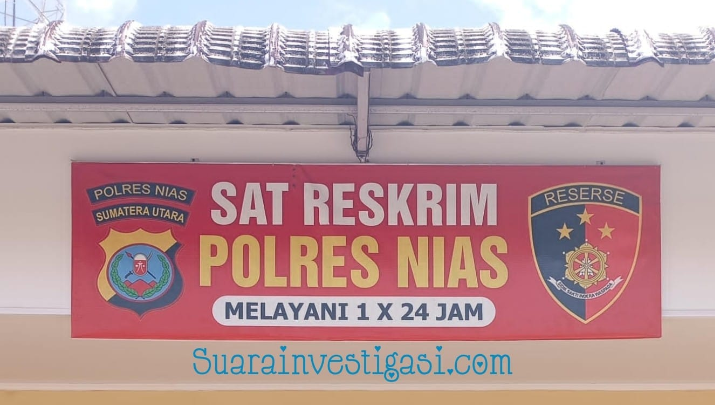 POLRES NIAS
SUMATERA UTARA
SAT RESKRIM
POLRES NIAS
MELAYANI 1 X 24 JAM
RESERSE
Suarainvestigasi.com